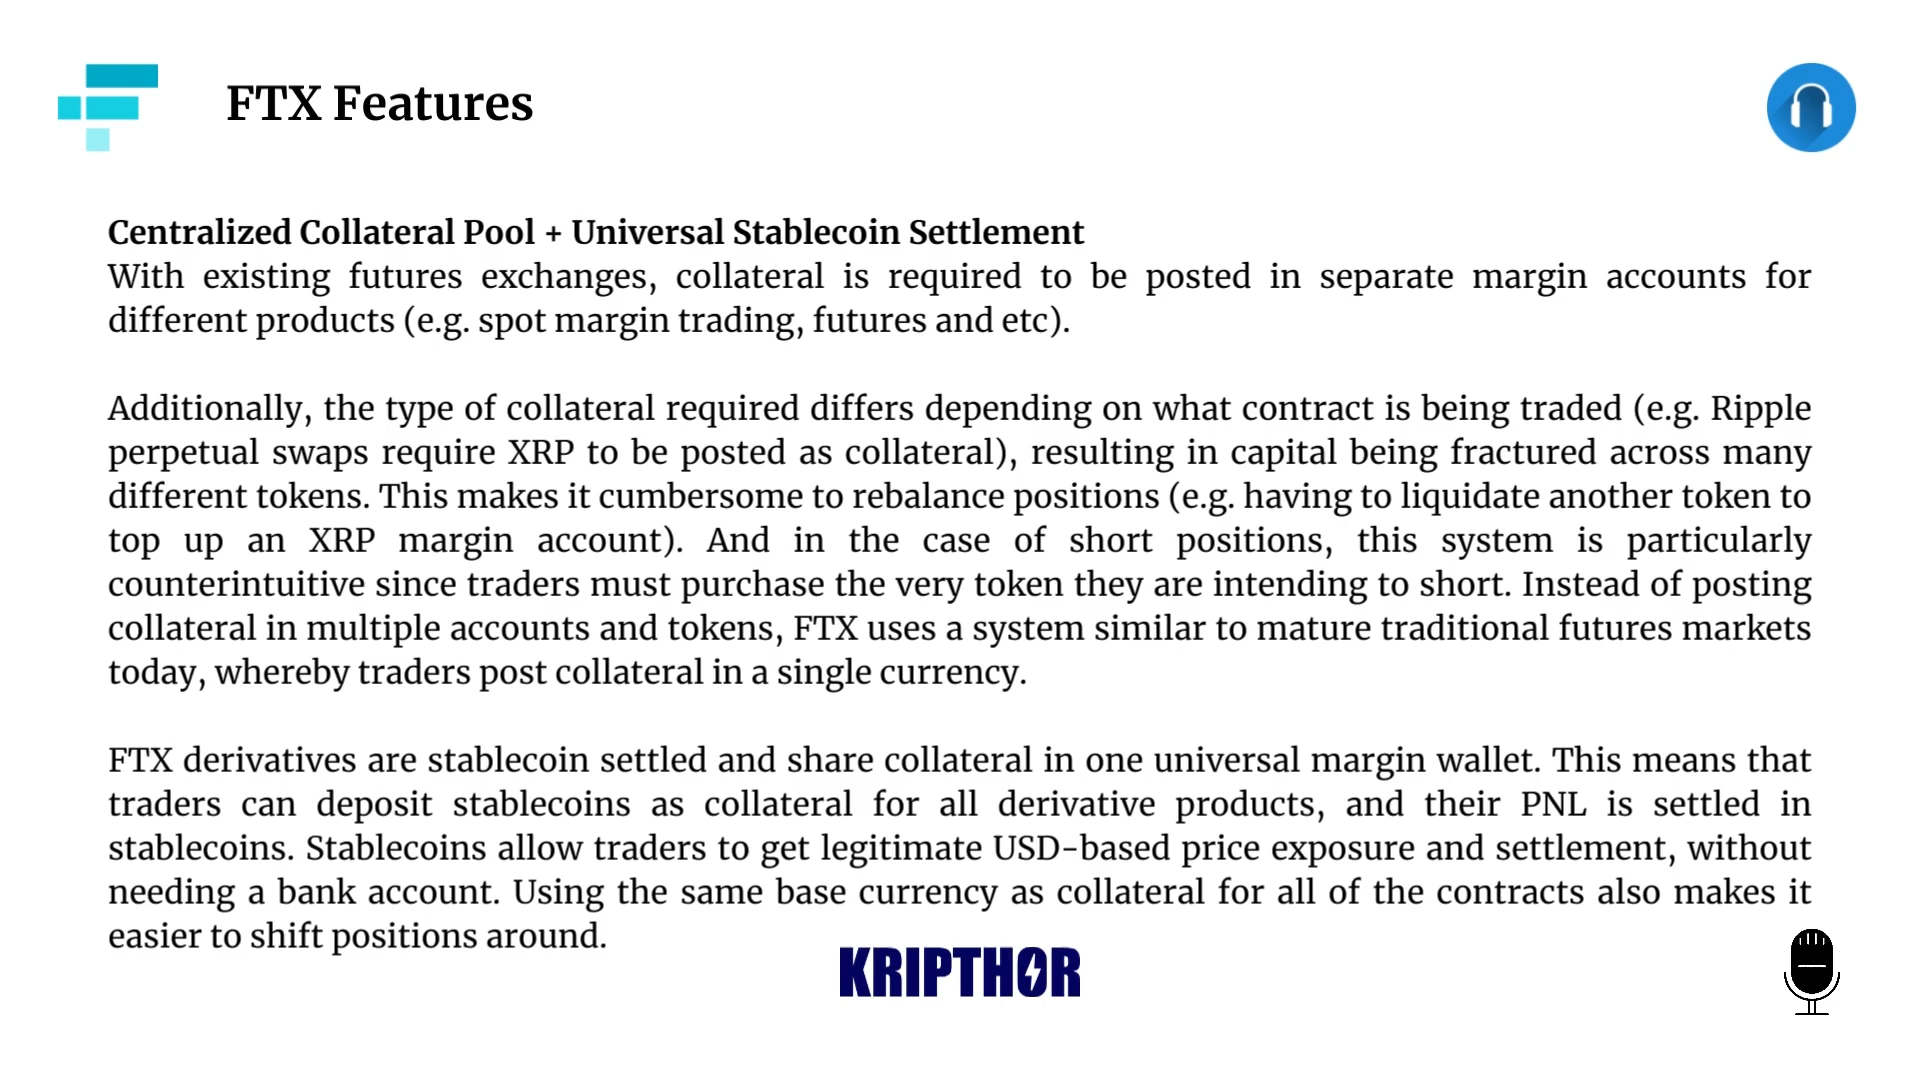 FTX Features
Centralized Collateral Pool + Universal Stablecoin Settlement
With existing futures exchanges, collateral is required to be posted in separate margin accounts for
different products (e.g. spot margin trading, futures and etc).
Additionally, the type of collateral required differs depending on what contract is being traded (e.g. Ripple
perpetual swaps require XRP to be posted as collateral), resulting in capital being fractured across many
different tokens. This makes it cumbersome to rebalance positions (e.g. having to liquidate another token to
top up an XRP margin account). And in the case of short positions, this system is particularly
counterintuitive since traders must purchase the very token they are intending to short. Instead of posting
collateral in multiple accounts and tokens, FTX uses a system similar to mature traditional futures markets
today, whereby traders post collateral in a single currency.
FTX derivatives are stablecoin settled and share collateral in one universal margin wallet. This means that
traders can deposit stablecoins as collateral for all derivative products, and their PNL is settled in
stablecoins. Stablecoins allow traders to get legitimate USD-based price exposure and settlement, without
needing a bank account. Using the same base currency as collateral for all of the contracts also makes it
easier to shift positions around.
KRIPTHOR